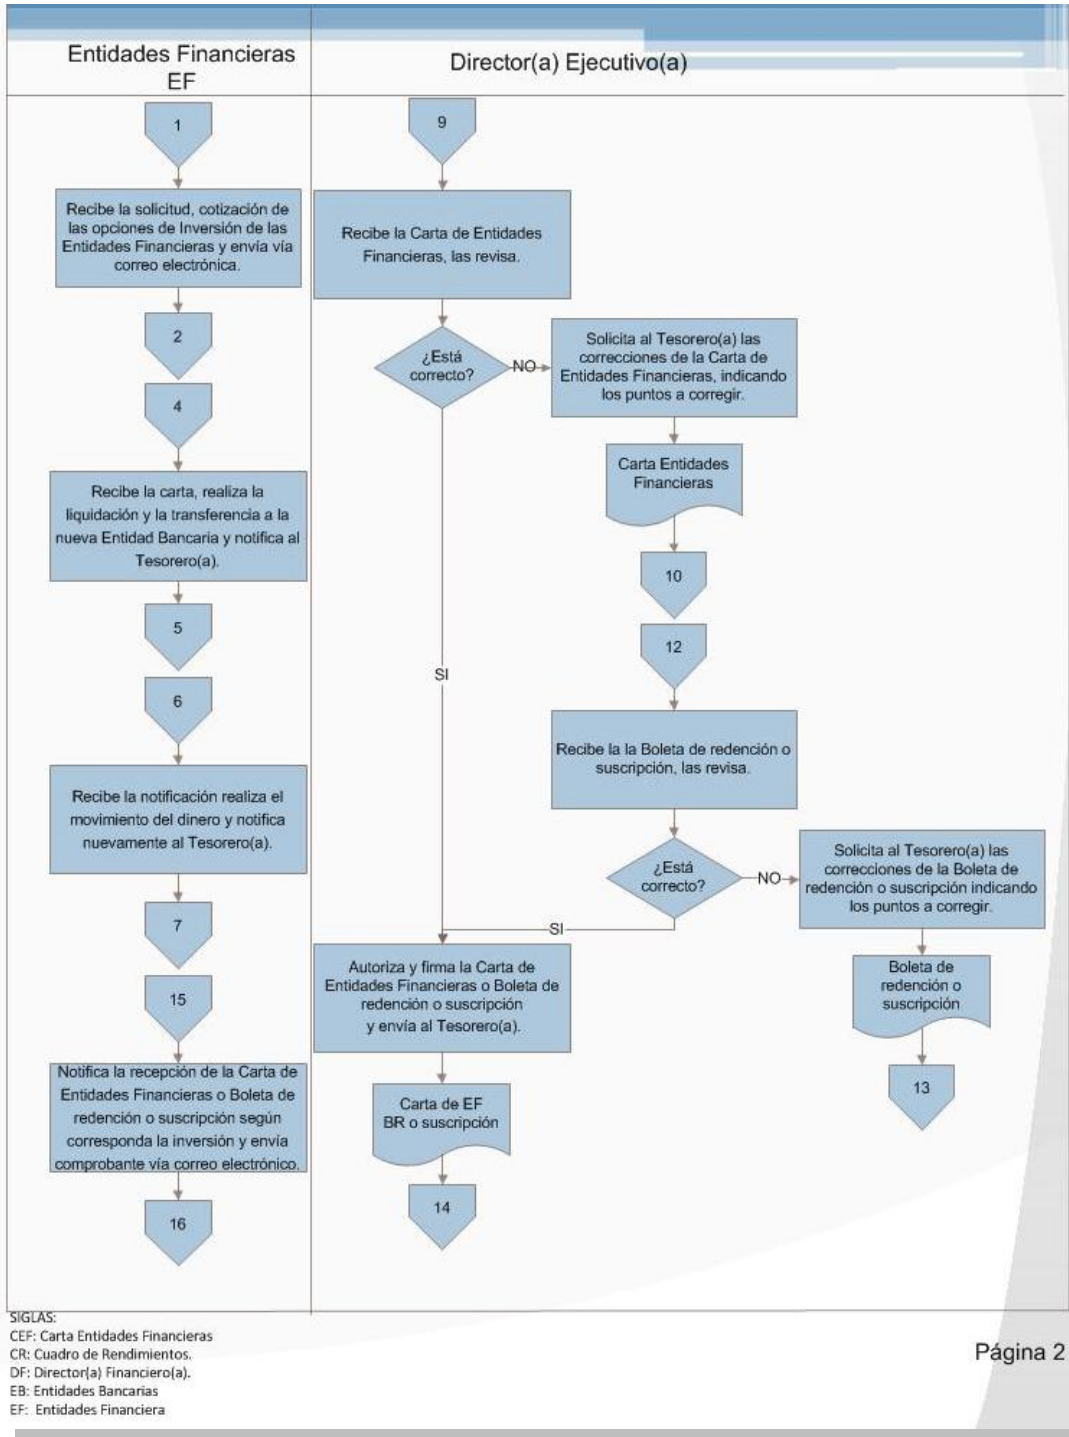 Entidades Financieras
EF
Director(a) Ejecutivo(a)
1
Recibe la solicitud, cotización de
las opciones de Inversión de las
Entidades Financieras y envía vía
correo electrónica.
2
4
Recibe la carta, realiza la
liquidación y la transferencia a la
nueva Entidad Bancaria y notifica al
Tesorero(a).
5
6
Recibe la notificación realiza el
movimiento del dinero y notifica
nuevamente al Tesorero(a).
7
15
Notifica la recepción de la Carta de
Entidades Financieras o Boleta de
redención o suscripción según
corresponda la inversión y envía
comprobante vía correo electrónico.
16
9
Recibe la Carta de Entidades
Financieras, las revisa.
¿Está
correcto?
NO
Solicita al Tesorero(a) las
correcciones de la Carta de
Entidades Financieras, indicando
los puntos a corregir.
Carta Entidades
Financieras
10
12
SI
Recibe la la Boleta de redención o
suscripción, las revisa.
¿Está
correcto?
NO
Solicita al Tesorero(a) las
correcciones de la Boleta de
redención o suscripción indicando
los puntos a corregir.
Boleta de
redención o
suscripción
13
SI
Autoriza y firma la Carta de
Entidades Financieras o Boleta de
redención o suscripción
y envía al Tesorero(a).
Carta de EF
BR o suscripción
14
SIGLAS:
CEF: Carta Entidades Financieras
CR: Cuadro de Rendimientos.
DF: Director(a) Financiero(a).
EB: Entidades Bancarias
EF: Entidades Financiera
Página 2